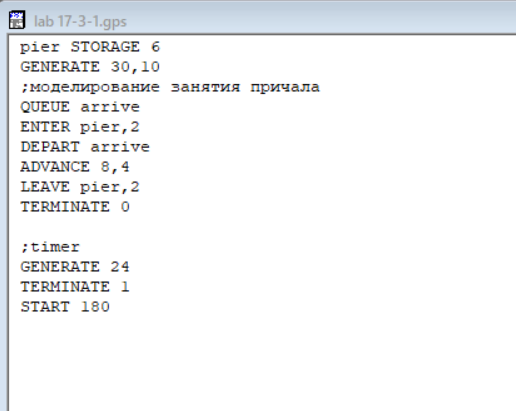 lab 17-3-1.gps
pier STORAGE 6
GENERATE 30,10
;моделирование занятия причала
QUEUE arrive
ENTER pier,2
DEPART arrive
ADVANCE 8,4
LEAVE pier,2
TERMINATE 0
;timer
GENERATE 24
TERMINATE 1
START 180